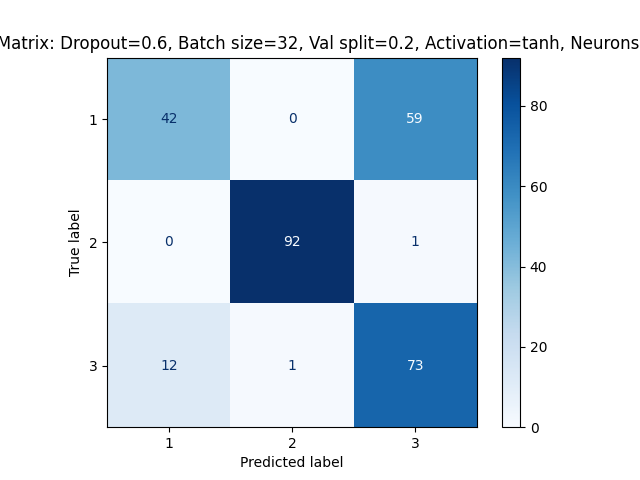 Matrix: Dropout=0.6, Batch size=32, Val split=0.2, Activation=tanh, Neurons
1 42 0 59
2 0 92 1
3 12 1 73
1 2 3
Predicted label
True label
80
60
40
20
0